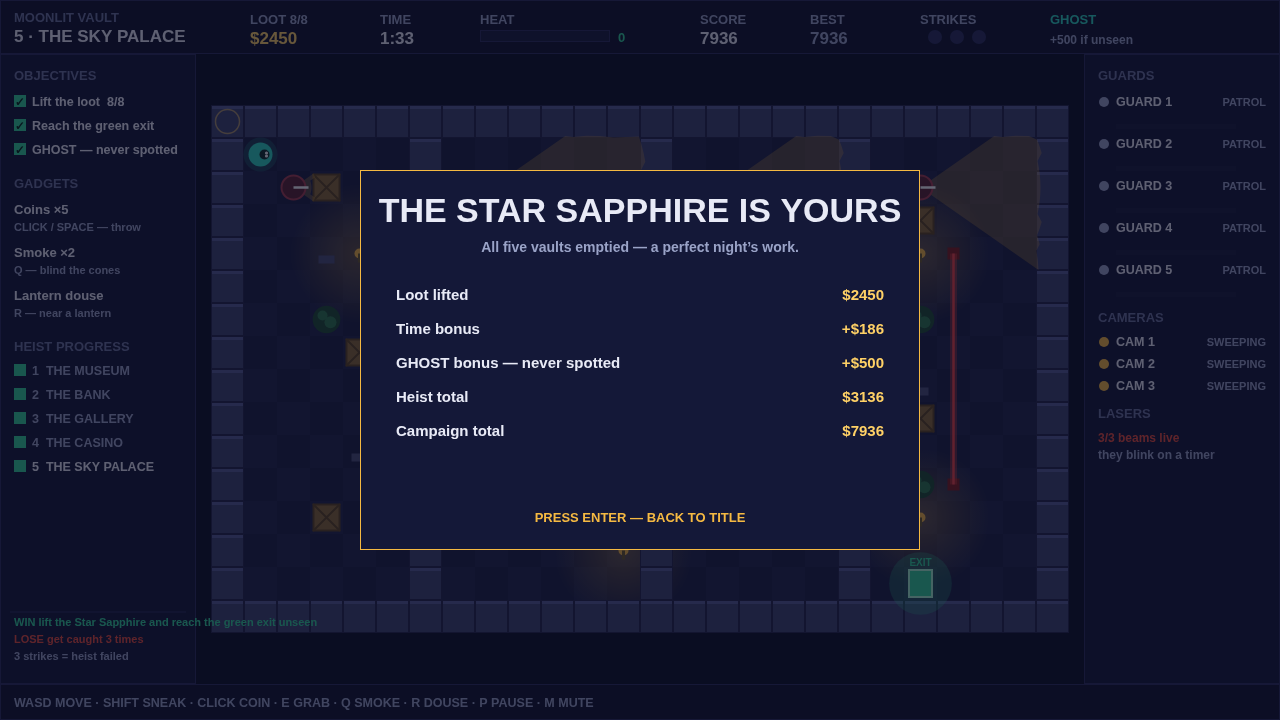 MOONLIT VAULT
5 · THE SKY PALACE
LOOT 8/8
$2450
TIME
1:33
HEAT
0
SCORE
7936
BEST
7936
STRIKES
GHOST
+500 if unseen
OBJECTIVES
Lift the loot 8/8
Reach the green exit
GHOST — never spotted
GADGETS
Coins ×5
CLICK / SPACE — throw
Smoke ×2
Q — blind the cones
Lantern douse
R — near a lantern
HEIST PROGRESS
1 THE MUSEUM
2 THE BANK
3 THE GALLERY
4 THE CASINO
5 THE SKY PALACE
WIN lift the Star Sapphire and reach the green exit unseen
LOSE get caught 3 times
3 strikes = heist failed
THE STAR SAPPHIRE IS YOURS
All five vaults emptied — a perfect night's work.
Loot lifted $2450
Time bonus +$186
GHOST bonus — never spotted +$500
Heist total $3136
Campaign total $7936
PRESS ENTER — BACK TO TITLE
EXIT
GUARDS
GUARD 1 PATROL
GUARD 2 PATROL
GUARD 3 PATROL
GUARD 4 PATROL
GUARD 5 PATROL
CAMERAS
CAM 1 SWEEPING
CAM 2 SWEEPING
CAM 3 SWEEPING
LASERS
3/3 beams live
they blink on a timer
WASD MOVE · SHIFT SNEAK · CLICK COIN · E GRAB · Q SMOKE · R DOUSE · P PAUSE · M MUTE